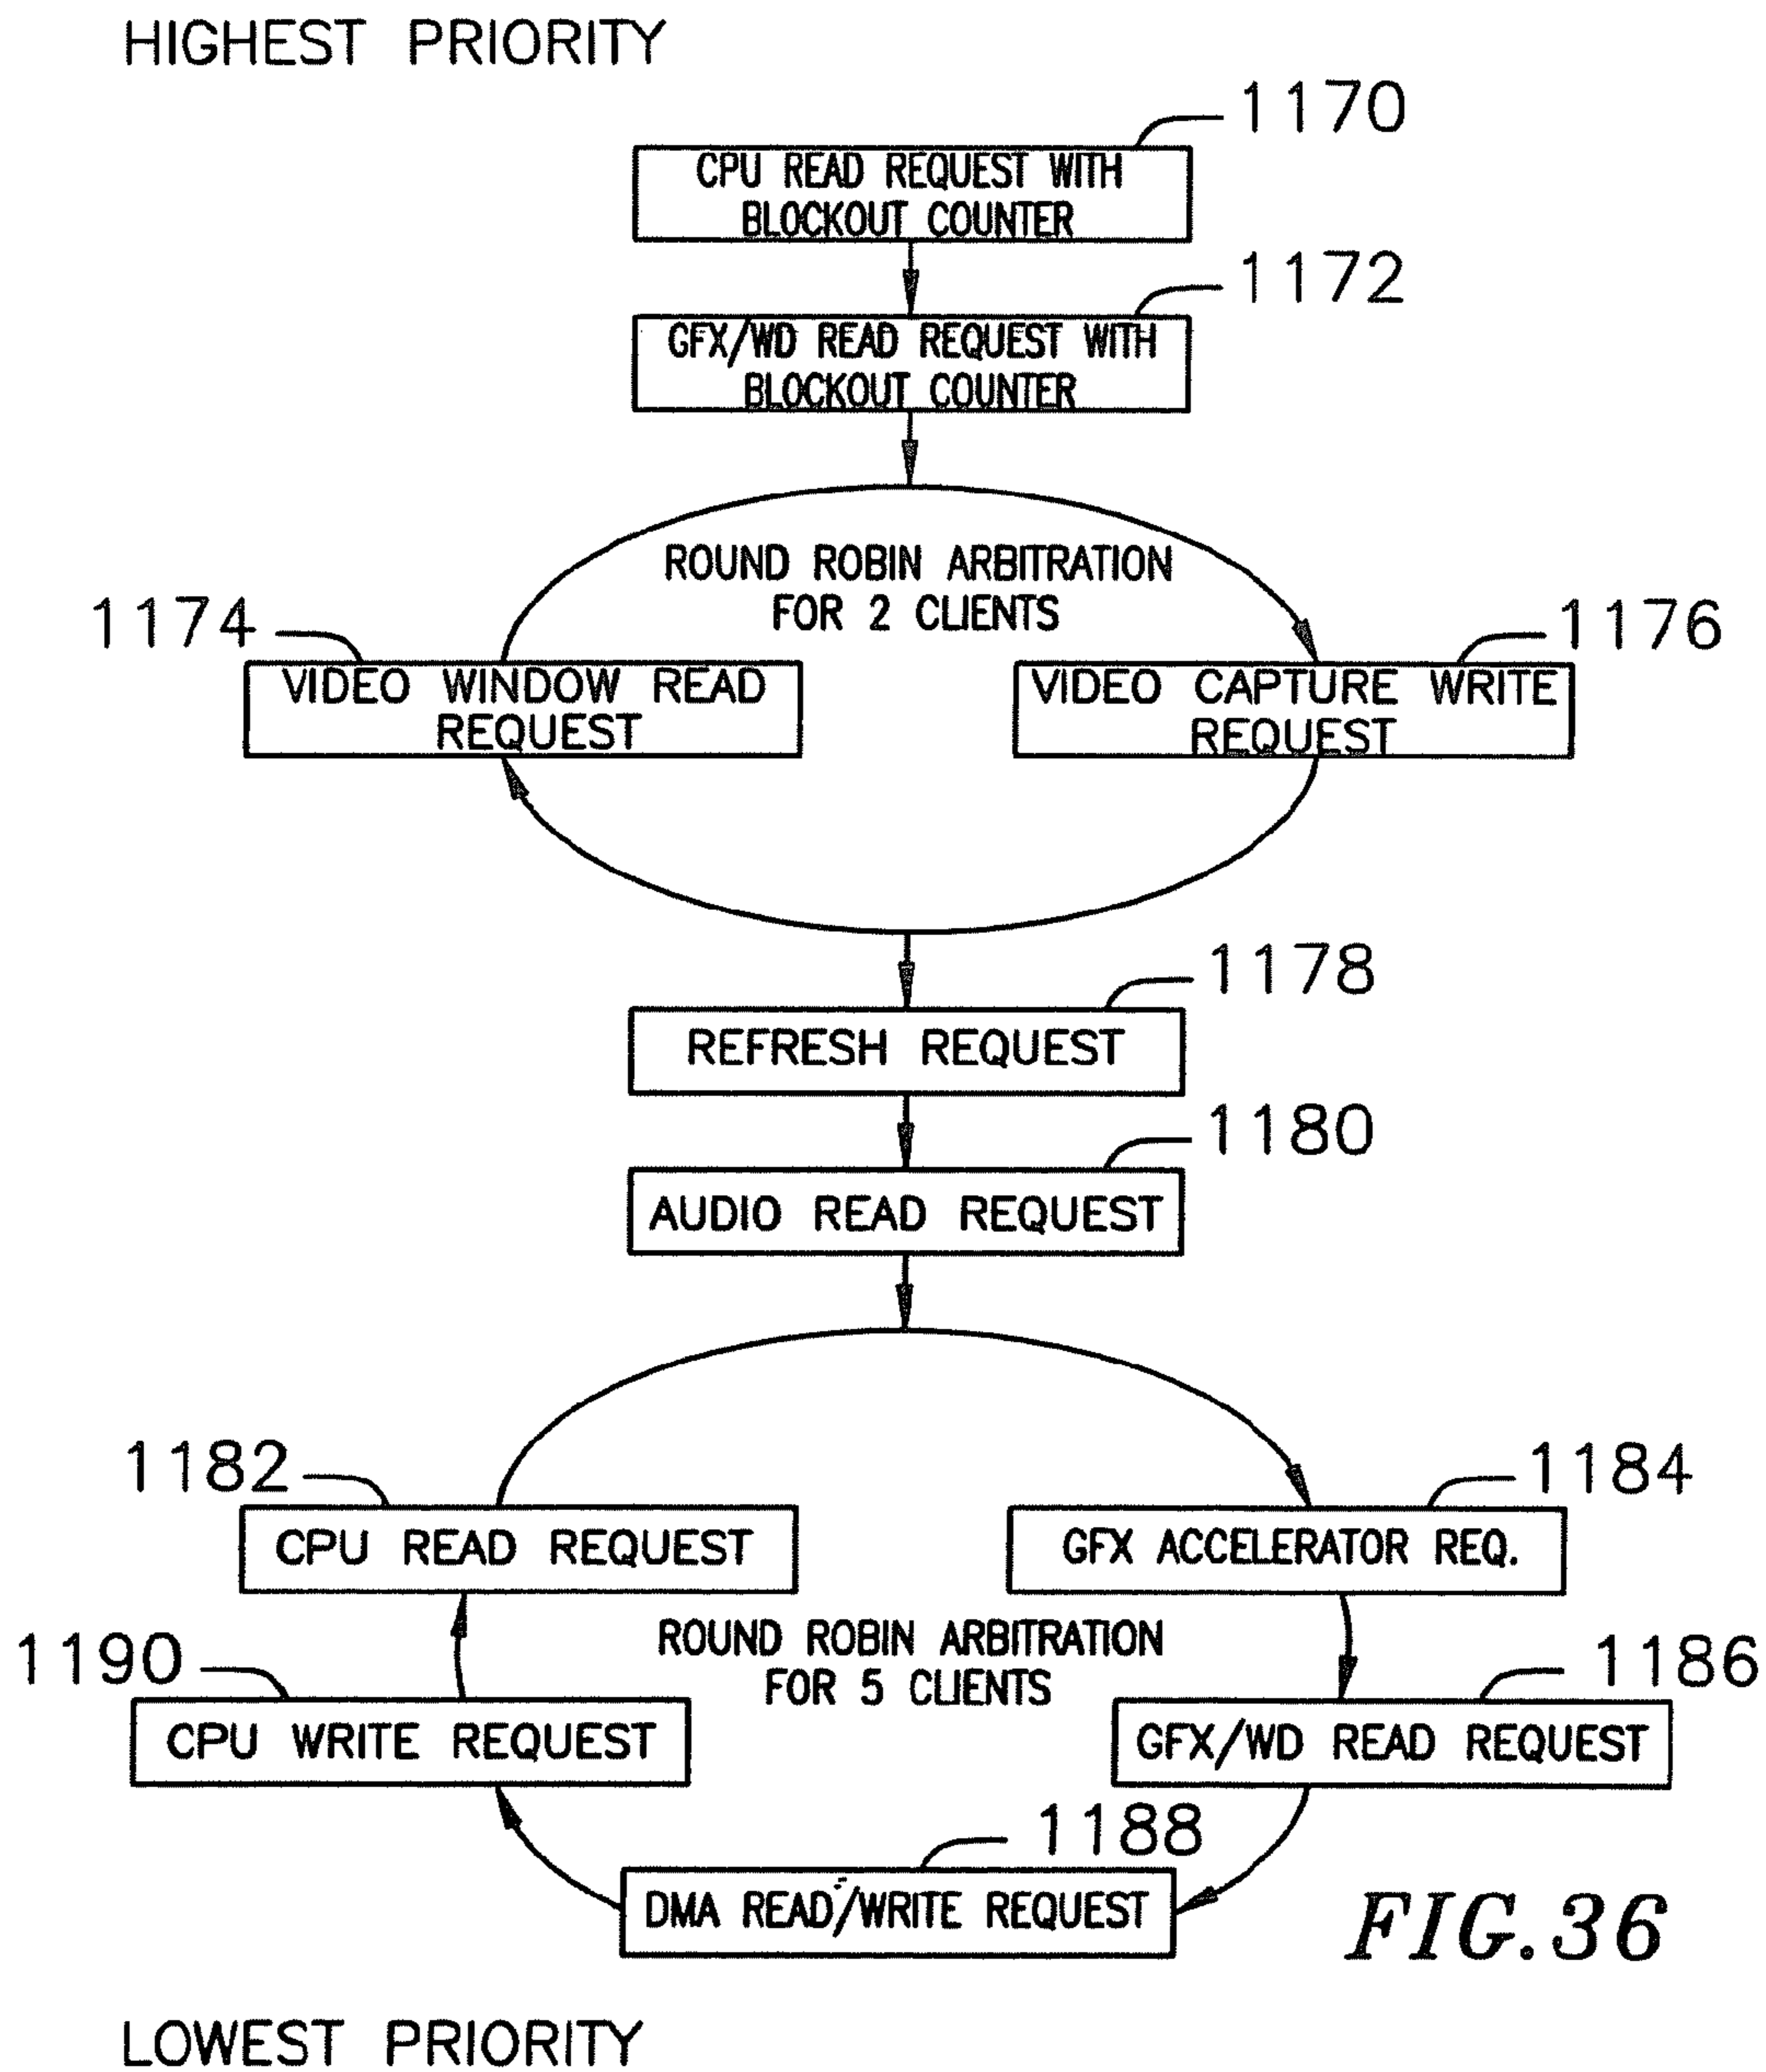 HIGHEST PRIORITY
1170
CPU READ REQUEST WITH
BLOCKOUT COUNTER
1172
GFX/WD READ REQUEST WITH
BLOCKOUT COUNTER
ROUND ROBIN ARBITRATION
FOR 2 CLIENTS
1174
1176
VIDEO WINDOW READ
REQUEST
VIDEO CAPTURE WRITE
REQUEST
1178
REFRESH REQUEST
1180
AUDIO READ REQUEST
1182
1184
CPU READ REQUEST
GFX ACCELERATOR REQ.
ROUND ROBIN ARBITRATION
FOR 5 CLIENTS
1190
1186
CPU WRITE REQUEST
GFX/WD READ REQUEST
1188
DMA READ/WRITE REQUEST
FIG.36
LOWEST PRIORITY